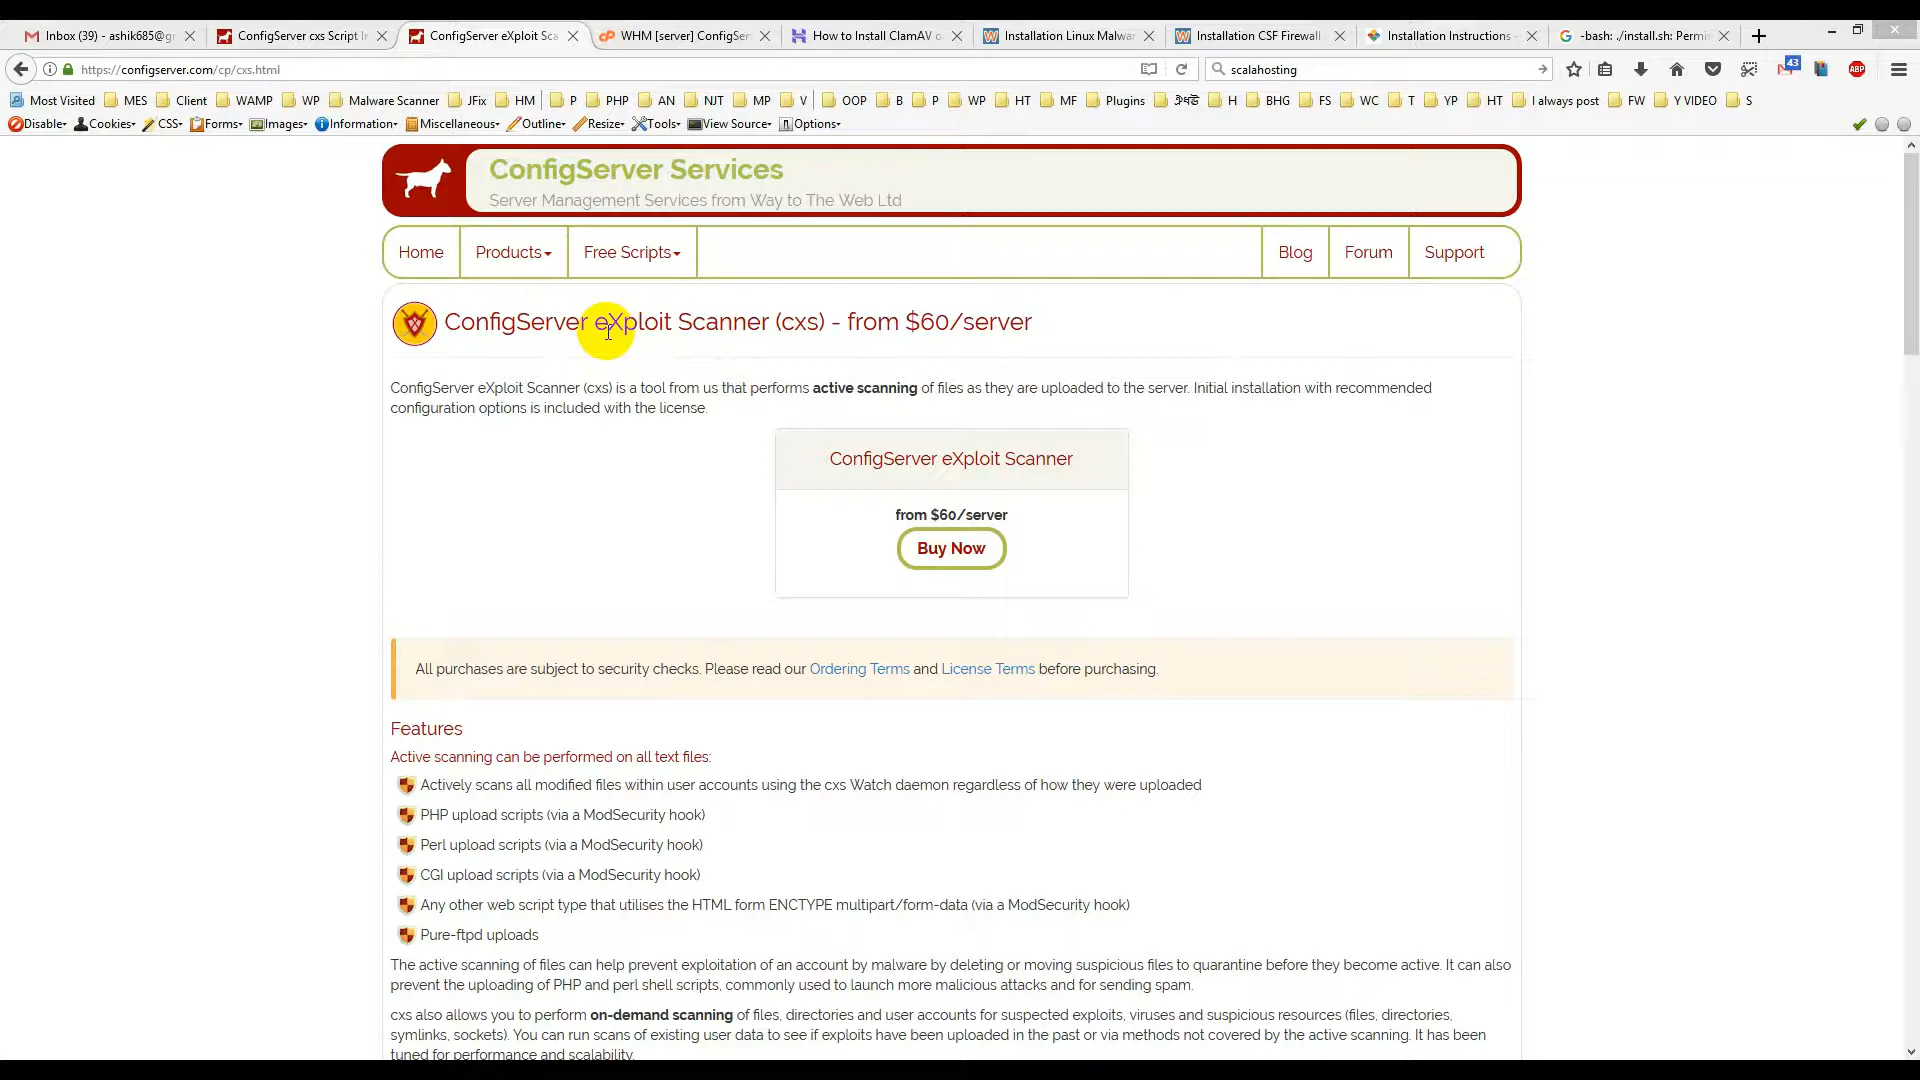 Inbox (39) - ashik685@gr
ConfigServer cxs Script In
ConfigServer eXploit Sca
WHM [server] ConfigSer
How to Install ClamAV o
Installation Linux Malwa
Installation CSF Firewall
Installation Instructions -
-bash: ./install.sh: Permis
https://configserver.com/cp/cxs.html
scalahosting
43
ABP
Most Visited MES Client WAMP WP Malware Scanner JFix HM P PHP AN NJT MP V OOP B P WP HT MF Plugins H BHG FS WC T YP HT I always post FW Y VIDEO S
Disable Cookies CSS Forms Images Information Miscellaneous Outline Resize Tools View Source Options
ConfigServer Services
Server Management Services from Way to The Web Ltd
Home Products Free Scripts Blog Forum Support
ConfigServer eXploit Scanner (cxs) - from $60/server
ConfigServer eXploit Scanner (cxs) is a tool from us that performs active scanning of files as they are uploaded to the server. Initial installation with recommended
configuration options is included with the license.
ConfigServer eXploit Scanner
from $60/server
Buy Now
All purchases are subject to security checks. Please read our Ordering Terms and License Terms before purchasing.
Features
Active scanning can be performed on all text files:
Actively scans all modified files within user accounts using the cxs Watch daemon regardless of how they were uploaded
PHP upload scripts (via a ModSecurity hook)
Perl upload scripts (via a ModSecurity hook)
CGI upload scripts (via a ModSecurity hook)
Any other web script type that utilises the HTML form ENCTYPE multipart/form-data (via a ModSecurity hook)
Pure-ftpd uploads
The active scanning of files can help prevent exploitation of an account by malware by deleting or moving suspicious files to quarantine before they become active. It can also
prevent the uploading of PHP and perl shell scripts, commonly used to launch more malicious attacks and for sending spam.
cxs also allows you to perform on-demand scanning of files, directories and user accounts for suspected exploits, viruses and suspicious resources (files, directories,
symlinks, sockets). You can run scans of existing user data to see if exploits have been uploaded in the past or via methods not covered by the active scanning. It has been
tuned for performance and scalability.